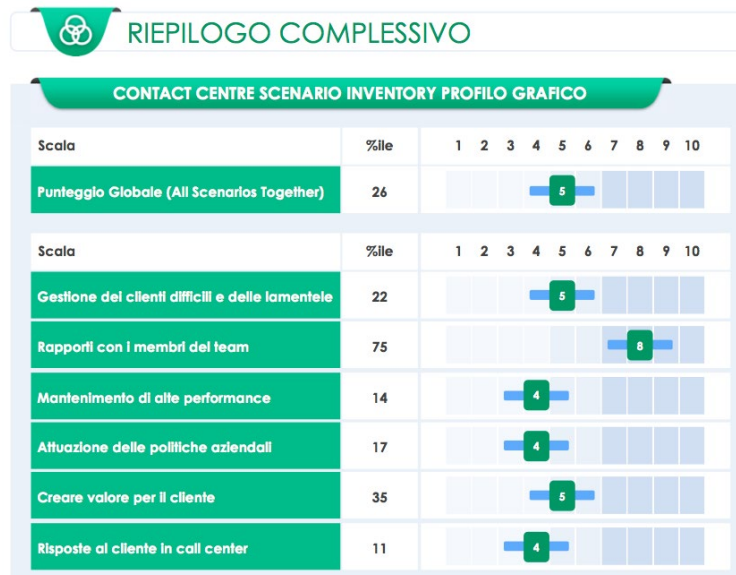 RIEPILOGO COMPLESSIVO
CONTACT CENTRE SCENARIO INVENTORY PROFILO GRAFICO
Scala %ile 1 2 3 4 5 6 7 8 9 10
Punteggio Globale (All Scenarios Together) 26 5
Scala %ile 1 2 3 4 5 6 7 8 9 10
Gestione dei clienti difficili e delle lamentele 22 5
Rapporti con i membri del team 75 8
Mantenimento di alte performance 14 4
Attuazione delle politiche aziendali 17 4
Creare valore per il cliente 35 5
Risposte al cliente in call center 11 4